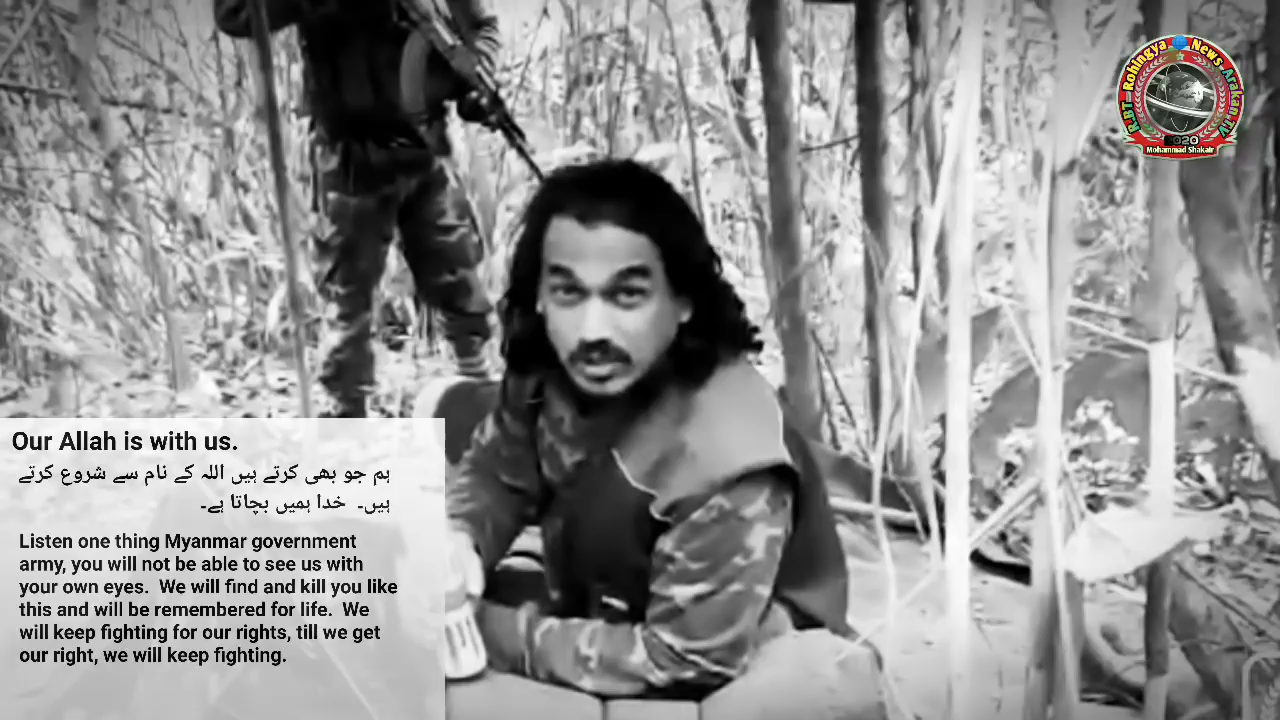 RBT Rohingya News Arakan.tv
2020
Mohammad Shakair
Our Allah is with us.
ہم جو بھی کرتے ہیں اللہ کے نام سے شروع کرتے
ہیں۔ خدا ہمیں بچاتا ہے۔
Listen one thing Myanmar government
army, you will not be able to see us with
your own eyes. We will find and kill you like
this and will be remembered for life. We
will keep fighting for our rights, till we get
our right, we will keep fighting.